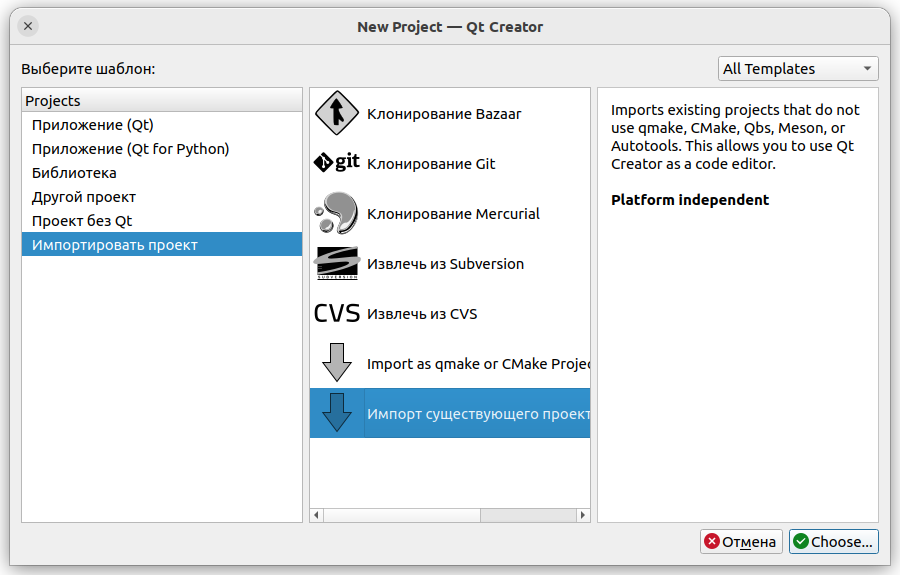 New Project — Qt Creator
Выберите шаблон:
All Templates
Projects
Приложение (Qt)
Приложение (Qt for Python)
Библиотека
Другой проект
Проект без Qt
Импортировать проект
Клонирование Bazaar
git Клонирование Git
Клонирование Mercurial
SUBVERSION Извлечь из Subversion
CVS Извлечь из CVS
Import as qmake or CMake Projec
Импорт существующего проект
Imports existing projects that do not
use qmake, CMake, Qbs, Meson, or
Autotools. This allows you to use Qt
Creator as a code editor.
Platform independent
Отмена
Choose...